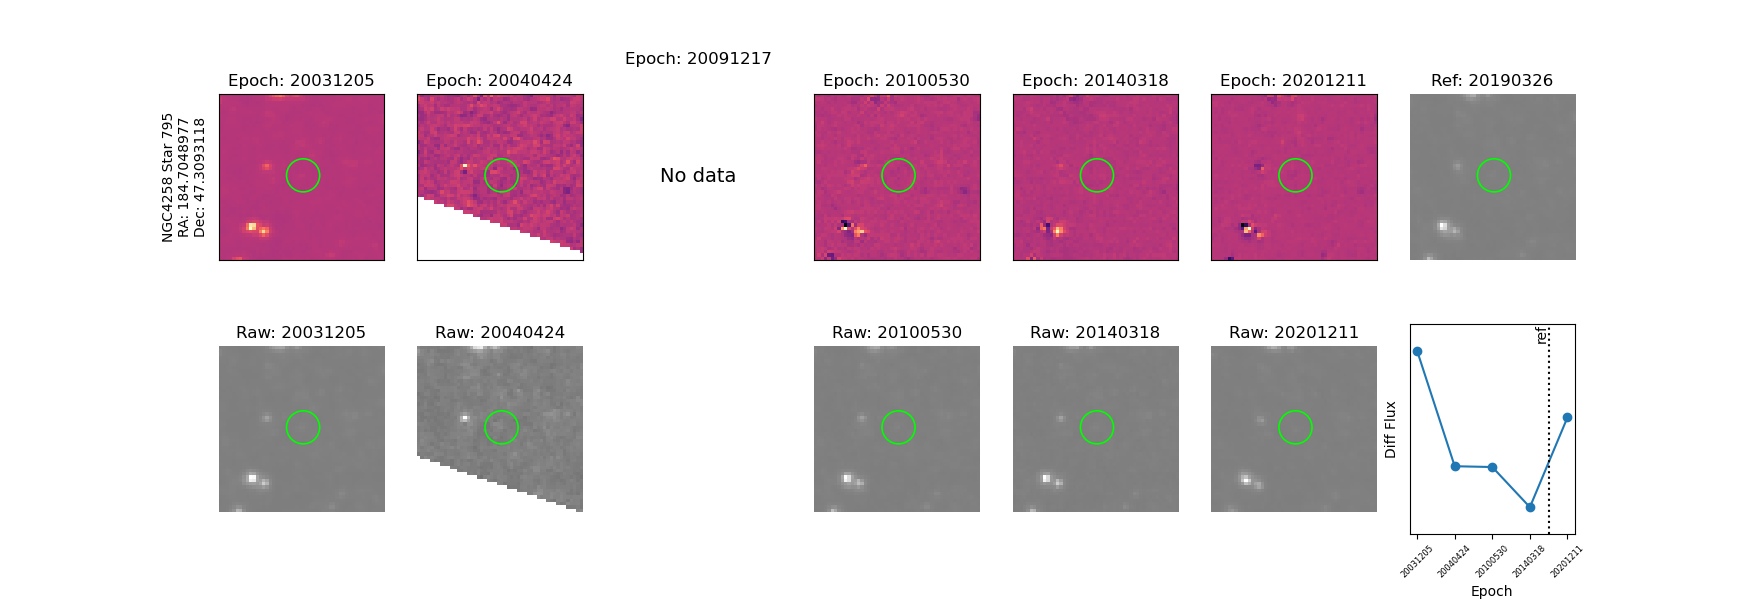 Epoch: 20091217
Epoch: 20031205
Epoch: 20040424
Epoch: 20100530
Epoch: 20140318
Epoch: 20201211
Ref: 20190326
NGC4258 Star 795
RA: 184.7048977
Dec: 47.3093118
No data
Raw: 20031205
Raw: 20040424
Raw: 20100530
Raw: 20140318
Raw: 20201211
ref
Diff Flux
20031205
20040424
20100530
20140318
20201211
Epoch